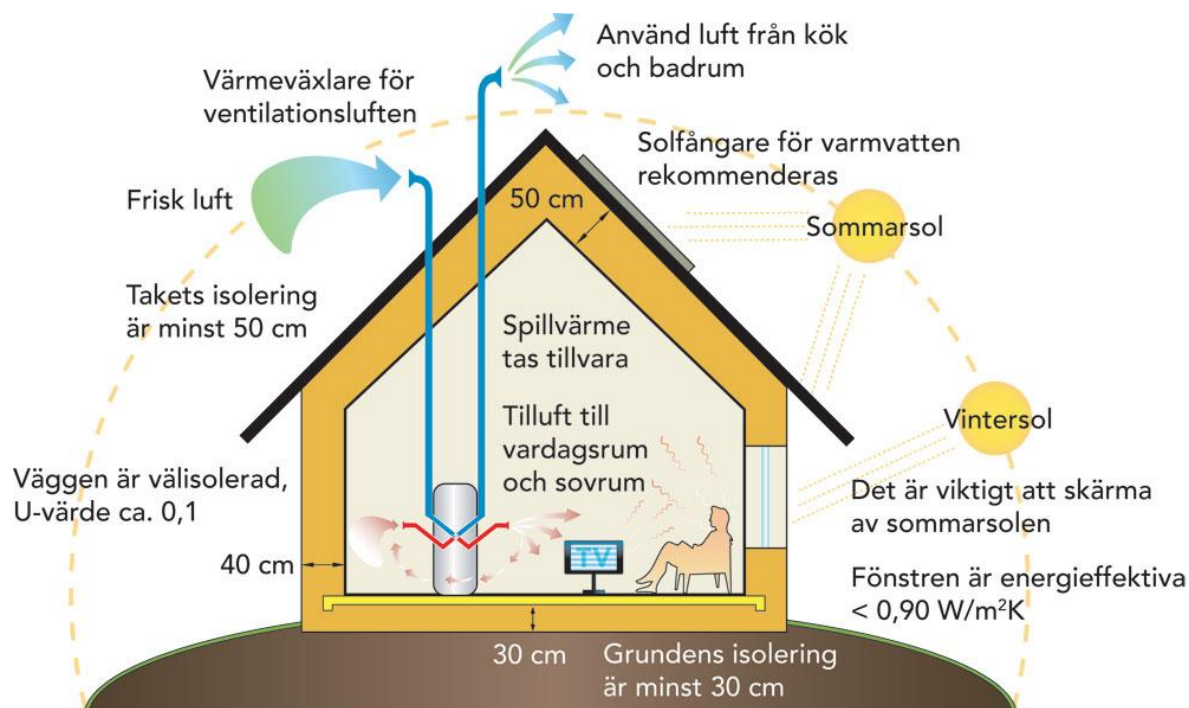 Använd luft från kök
och badrum
Värmeväxlare för
ventilationsluften
Solfångare för varmvatten
rekommenderas
Frisk luft
50 cm
Sommarsol
Takets isolering
är minst 50 cm
Spillvärme
tas tillvara
Tilluft till
vardagsrum
och sovrum
Vintersol
Väggen är välisolerad,
U-värde ca. 0,1
Det är viktigt att skärma
av sommarsolen
40 cm
TV
Fönstren är energieffektiva
< 0,90 W/m²K
30 cm
Grundens isolering
är minst 30 cm